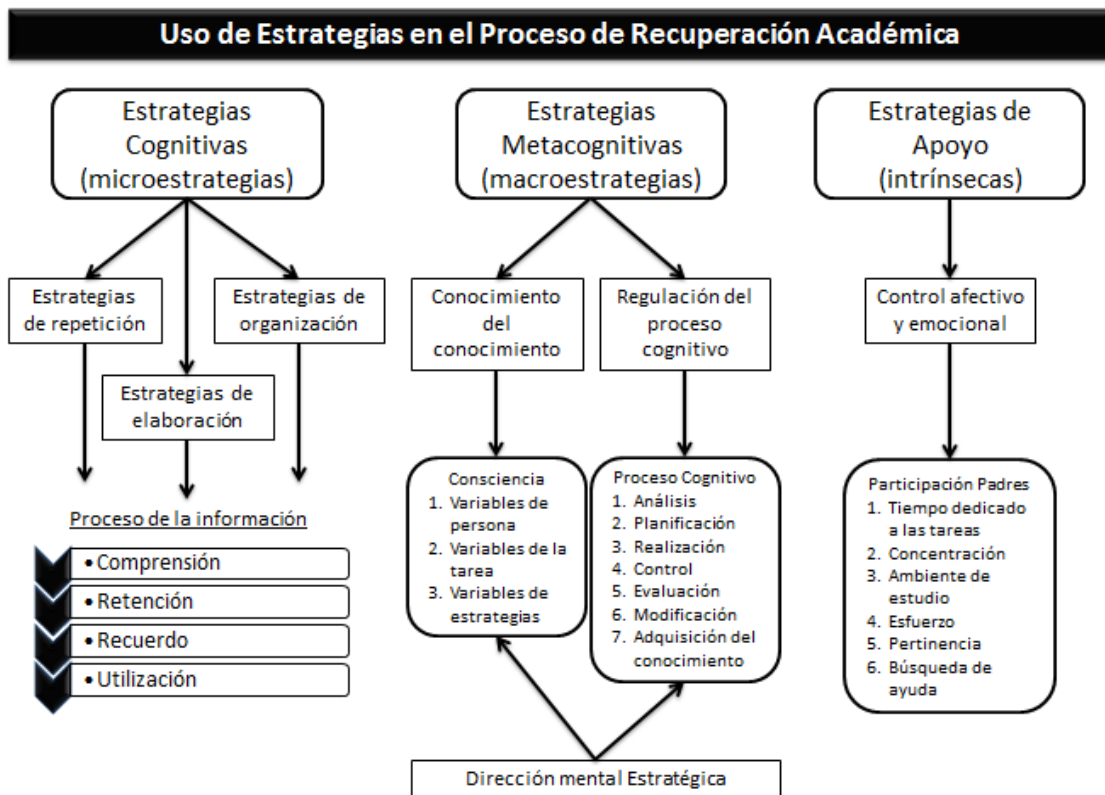 Uso de Estrategias en el Proceso de Recuperación Académica
Estrategias
Cognitivas
(microestrategias)
Estrategias
Metacognitivas
(macroestrategias)
Estrategias de
Apoyo
(intrínsecas)
Estrategias
de repetición
Estrategias de
organización
Estrategias de
elaboración
Conocimiento
del
conocimiento
Regulación del
proceso
cognitivo
Control afectivo
y emocional
Proceso de la información
•Comprensión
•Retención
•Recuerdo
•Utilización
Consciencia
1. Variables de
persona
2. Variables de la
tarea
3. Variables de
estrategias
Proceso Cognitivo
1. Análisis
2. Planificación
3. Realización
4. Control
5. Evaluación
6. Modificación
7. Adquisición del
conocimiento
Participación Padres
1. Tiempo dedicado
a las tareas
2. Concentración
3. Ambiente de
estudio
4. Esfuerzo
5. Pertinencia
6. Búsqueda de
ayuda
Dirección mental Estratégica